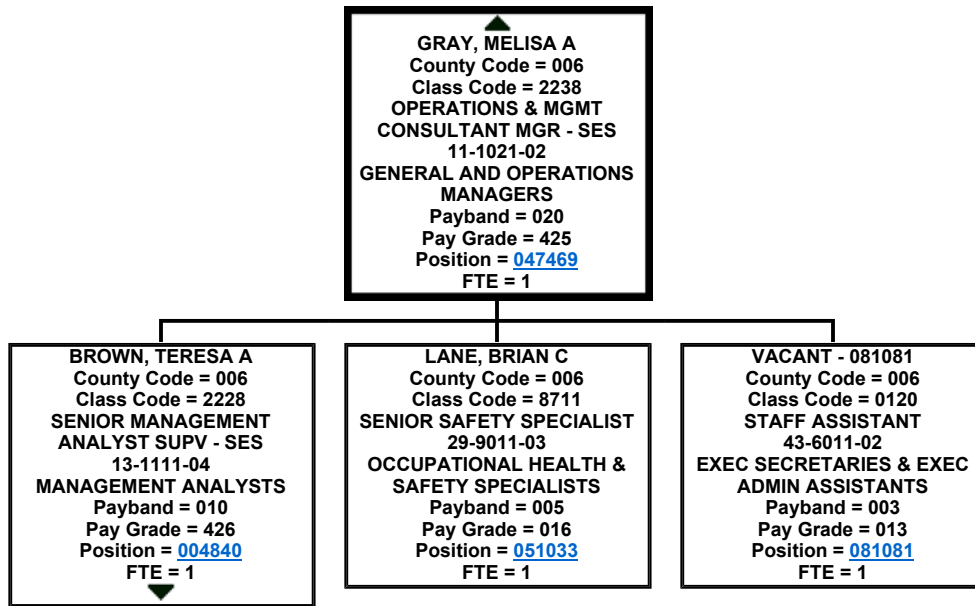 GRAY, MELISA A
County Code = 006
Class Code = 2238
OPERATIONS & MGMT
CONSULTANT MGR - SES
11-1021-02
GENERAL AND OPERATIONS
MANAGERS
Payband = 020
Pay Grade = 425
Position = 047469
FTE = 1
BROWN, TERESA A
County Code = 006
Class Code = 2228
SENIOR MANAGEMENT
ANALYST SUPV - SES
13-1111-04
MANAGEMENT ANALYSTS
Payband = 010
Pay Grade = 426
Position = 004840
FTE = 1
LANE, BRIAN C
County Code = 006
Class Code = 8711
SENIOR SAFETY SPECIALIST
29-9011-03
OCCUPATIONAL HEALTH &
SAFETY SPECIALISTS
Payband = 005
Pay Grade = 016
Position = 051033
FTE = 1
VACANT - 081081
County Code = 006
Class Code = 0120
STAFF ASSISTANT
43-6011-02
EXEC SECRETARIES & EXEC
ADMIN ASSISTANTS
Payband = 003
Pay Grade = 013
Position = 081081
FTE = 1